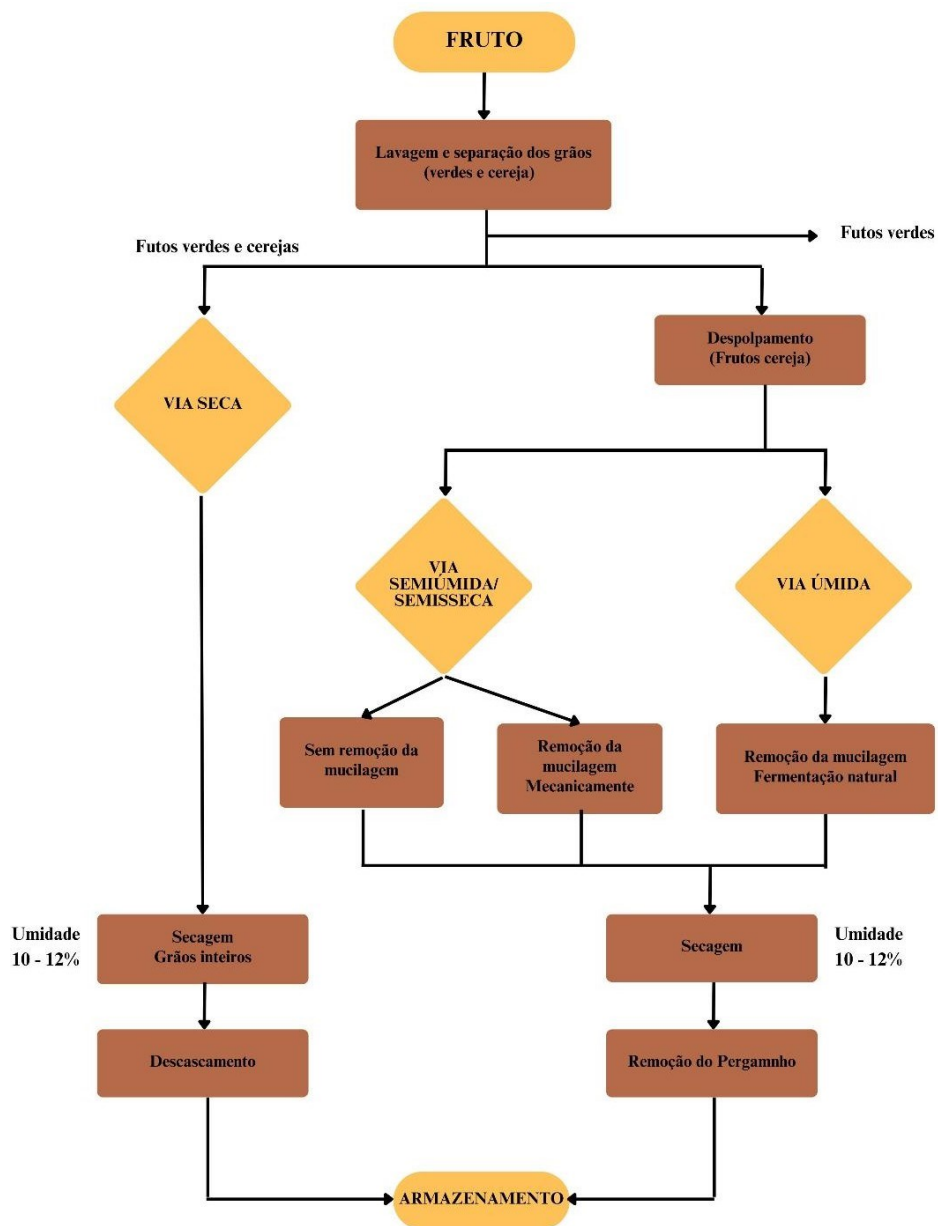 FRUTO
Lavagem e separação dos grãos
(verdes e cereja)
Futos verdes e cerejas
Futos verdes
Despolpamento
(Frutos cereja)
VIA SECA
VIA
SEMIÚMIDA/
SEMISSECA
VIA ÚMIDA
Sem remoção da
mucilagem
Remoção da
mucilagem
Mecanicamente
Remoção da mucilagem
Fermentação natural
Umidade
10 - 12%
Secagem
Grãos inteiros
Secagem
Umidade
10 - 12%
Descascamento
Remoção do Pergamnho
ARMAZENAMENTO